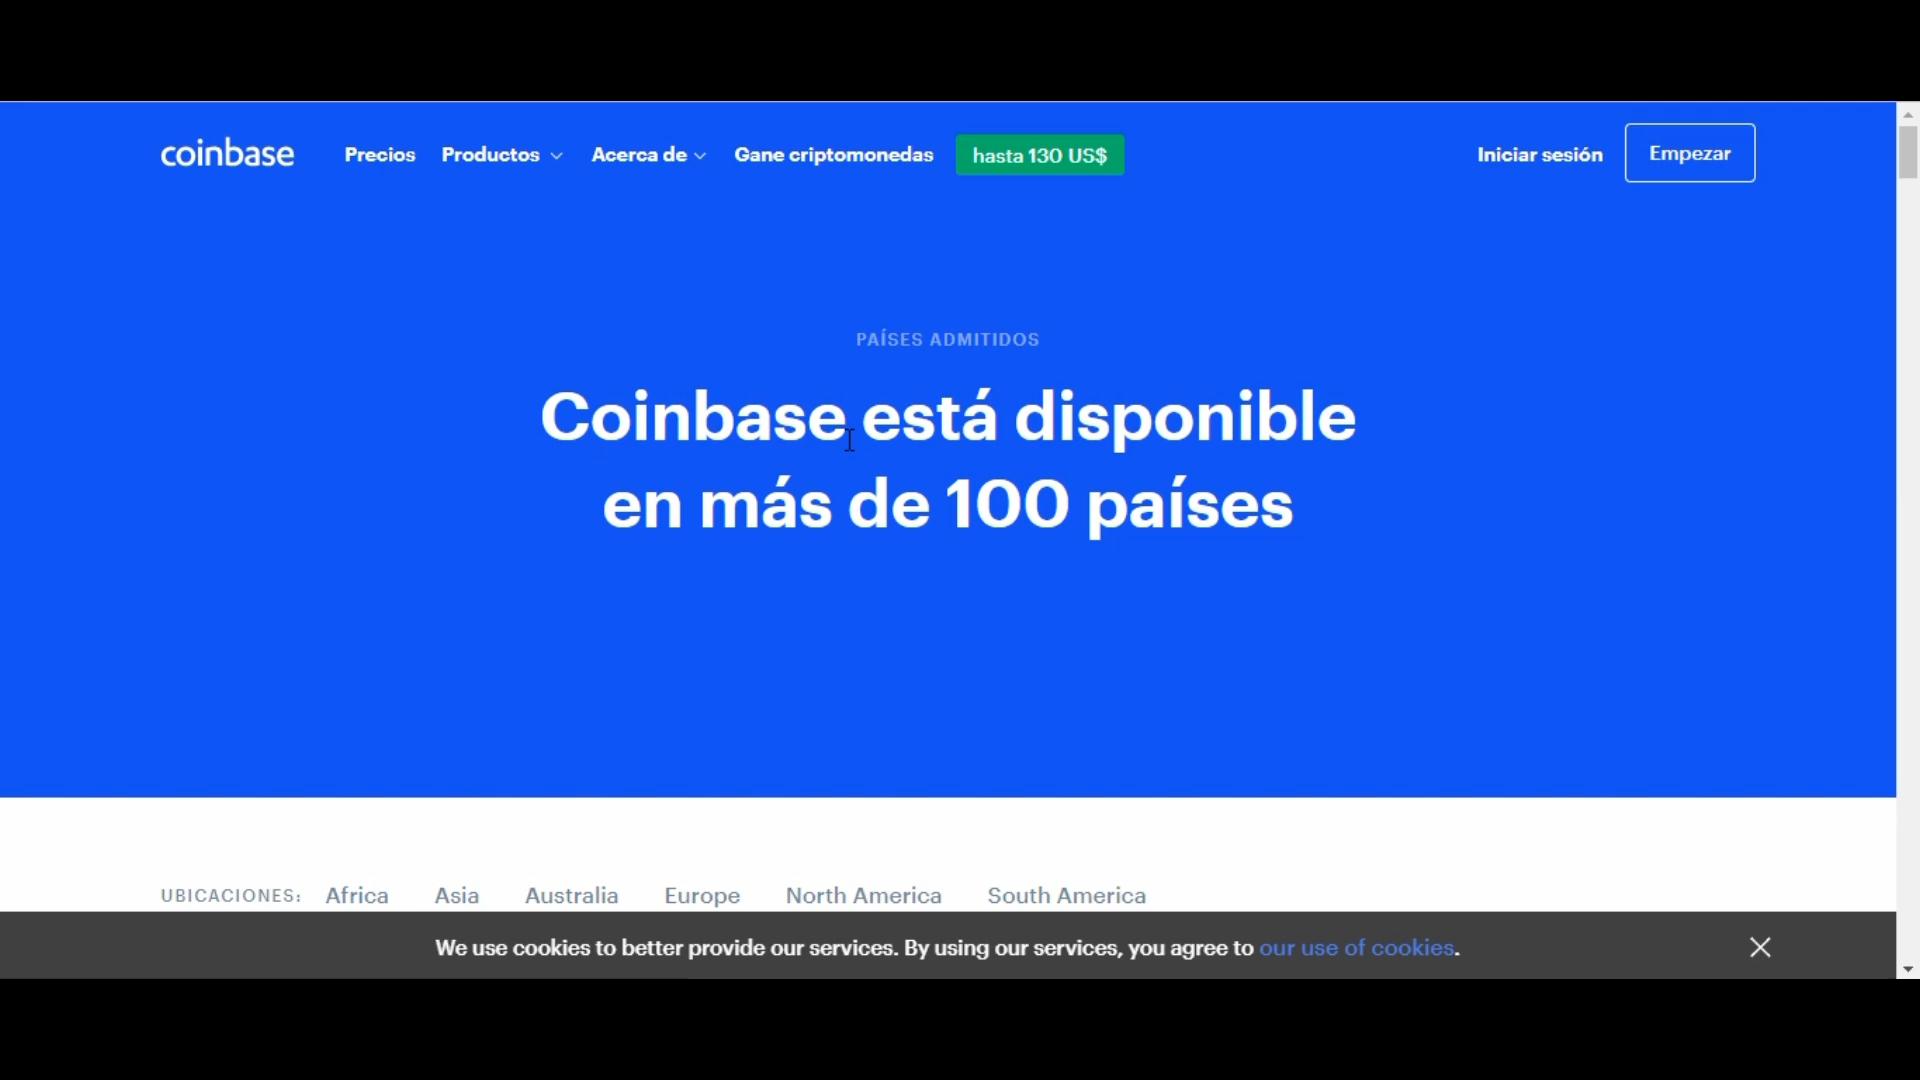 coinbase Precios Productos Acerca de Gane criptomonedas hasta 130 US$ Iniciar sesión Empezar
PAÍSES ADMITIDOS
Coinbase está disponible
en más de 100 países
UBICACIONES: Africa Asia Australia Europe North America South America
We use cookies to better provide our services. By using our services, you agree to our use of cookies.